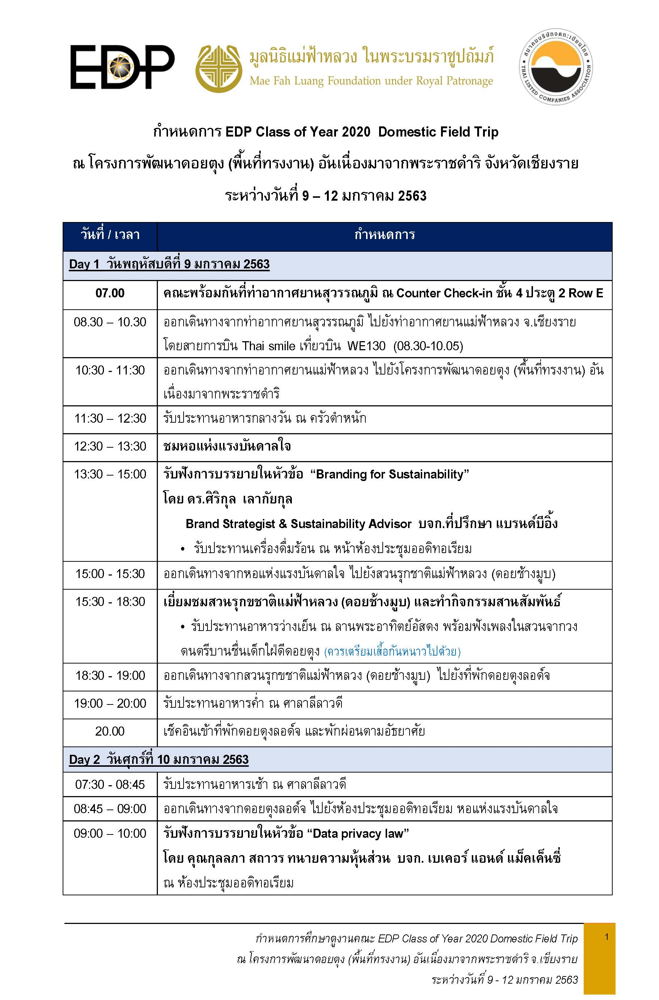 EDP
มูลนิธิแม่ฟ้าหลวง ในพระบรมราชูปถัมภ์
Mae Fah Luang Foundation under Royal Patronage
สมาคมบริษัทจดทะเบียนไทย
THAI LISTED COMPANIES ASSOCIATION
กำหนดการ EDP Class of Year 2020 Domestic Field Trip
ณ โครงการพัฒนาดอยตุง (พื้นที่ทรงงาน) อันเนื่องมาจากพระราชดำริ จังหวัดเชียงราย
ระหว่างวันที่ 9 – 12 มกราคม 2563
วันที่ / เวลา กำหนดการ
Day 1 วันพฤหัสบดีที่ 9 มกราคม 2563
07.00 คณะพร้อมกันที่ท่าอากาศยานสุวรรณภูมิ ณ Counter Check-in ชั้น 4 ประตู 2 Row E
08.30 – 10.30 ออกเดินทางจากท่าอากาศยานสุวรรณภูมิ ไปยังท่าอากาศยานแม่ฟ้าหลวง จ.เชียงราย
โดยสายการบิน Thai smile เที่ยวบิน WE130 (08.30-10.05)
10:30 - 11:30 ออกเดินทางจากท่าอากาศยานแม่ฟ้าหลวง ไปยังโครงการพัฒนาดอยตุง (พื้นที่ทรงงาน) อัน
เนื่องมาจากพระราชดำริ
11:30 – 12:30 รับประทานอาหารกลางวัน ณ ครัวตำหนัก
12:30 – 13:30 ชมหอแห่งแรงบันดาลใจ
13:30 – 15:00 รับฟังการบรรยายในหัวข้อ “Branding for Sustainability”
โดย ดร.ศิริกุล เลากัยกุล
Brand Strategist & Sustainability Advisor บจก.ที่ปรึกษา แบรนด์บีอิ้ง
• รับประทานเครื่องดื่มร้อน ณ หน้าห้องประชุมออดิทอเรียม
15:00 - 15:30 ออกเดินทางจากหอแห่งแรงบันดาลใจ ไปยังสวนรุกชาติแม่ฟ้าหลวง (ดอยช้างมูบ)
15:30 - 18:30 เยี่ยมชมสวนรุกขชาติแม่ฟ้าหลวง (ดอยช้างมูบ) และทำกิจกรรมสานสัมพันธ์
• รับประทานอาหารว่างเย็น ณ ลานพระอาทิตย์อัสดง พร้อมฟังเพลงในสวนจากวง
ดนตรีบานชื่นเด็กใฝ่ดีดอยตุง (ควรเตรียมเสื้อกันหนาวไปด้วย)
18:30 - 19:00 ออกเดินทางจากสวนรุกขชาติแม่ฟ้าหลวง (ดอยช้างมูบ) ไปยังที่พักดอยตุงลอด์จ
19:00 – 20:00 รับประทานอาหารค่ำ ณ ศาลาลีลาวดี
20.00 เช็คอินเข้าที่พักดอยตุงลอด์จ และพักผ่อนตามอัธยาศัย
Day 2 วันศุกร์ที่ 10 มกราคม 2563
07:30 - 08:45 รับประทานอาหารเช้า ณ ศาลาลีลาวดี
08:45 – 09:00 ออกเดินทางจากดอยตุงลอด์จ ไปยังห้องประชุมออดิทอเรียม หอแห่งแรงบันดาลใจ
09:00 – 10:00 รับฟังการบรรยายในหัวข้อ “Data privacy law”
โดย คุณกุลลภา สถาวร ทนายความหุ้นส่วน บจก. เบเคอร์ แอนด์ แม็คเค็นซี่
ณ ห้องประชุมออดิทอเรียม
กำหนดการศึกษาดูงานคณะ EDP Class of Year 2020 Domestic Field Trip 1
ณ โครงการพัฒนาดอยตุง (พื้นที่ทรงงาน) อันเนื่องมาจากพระราชดำริ จ.เชียงราย
ระหว่างวันที่ 9 - 12 มกราคม 2563